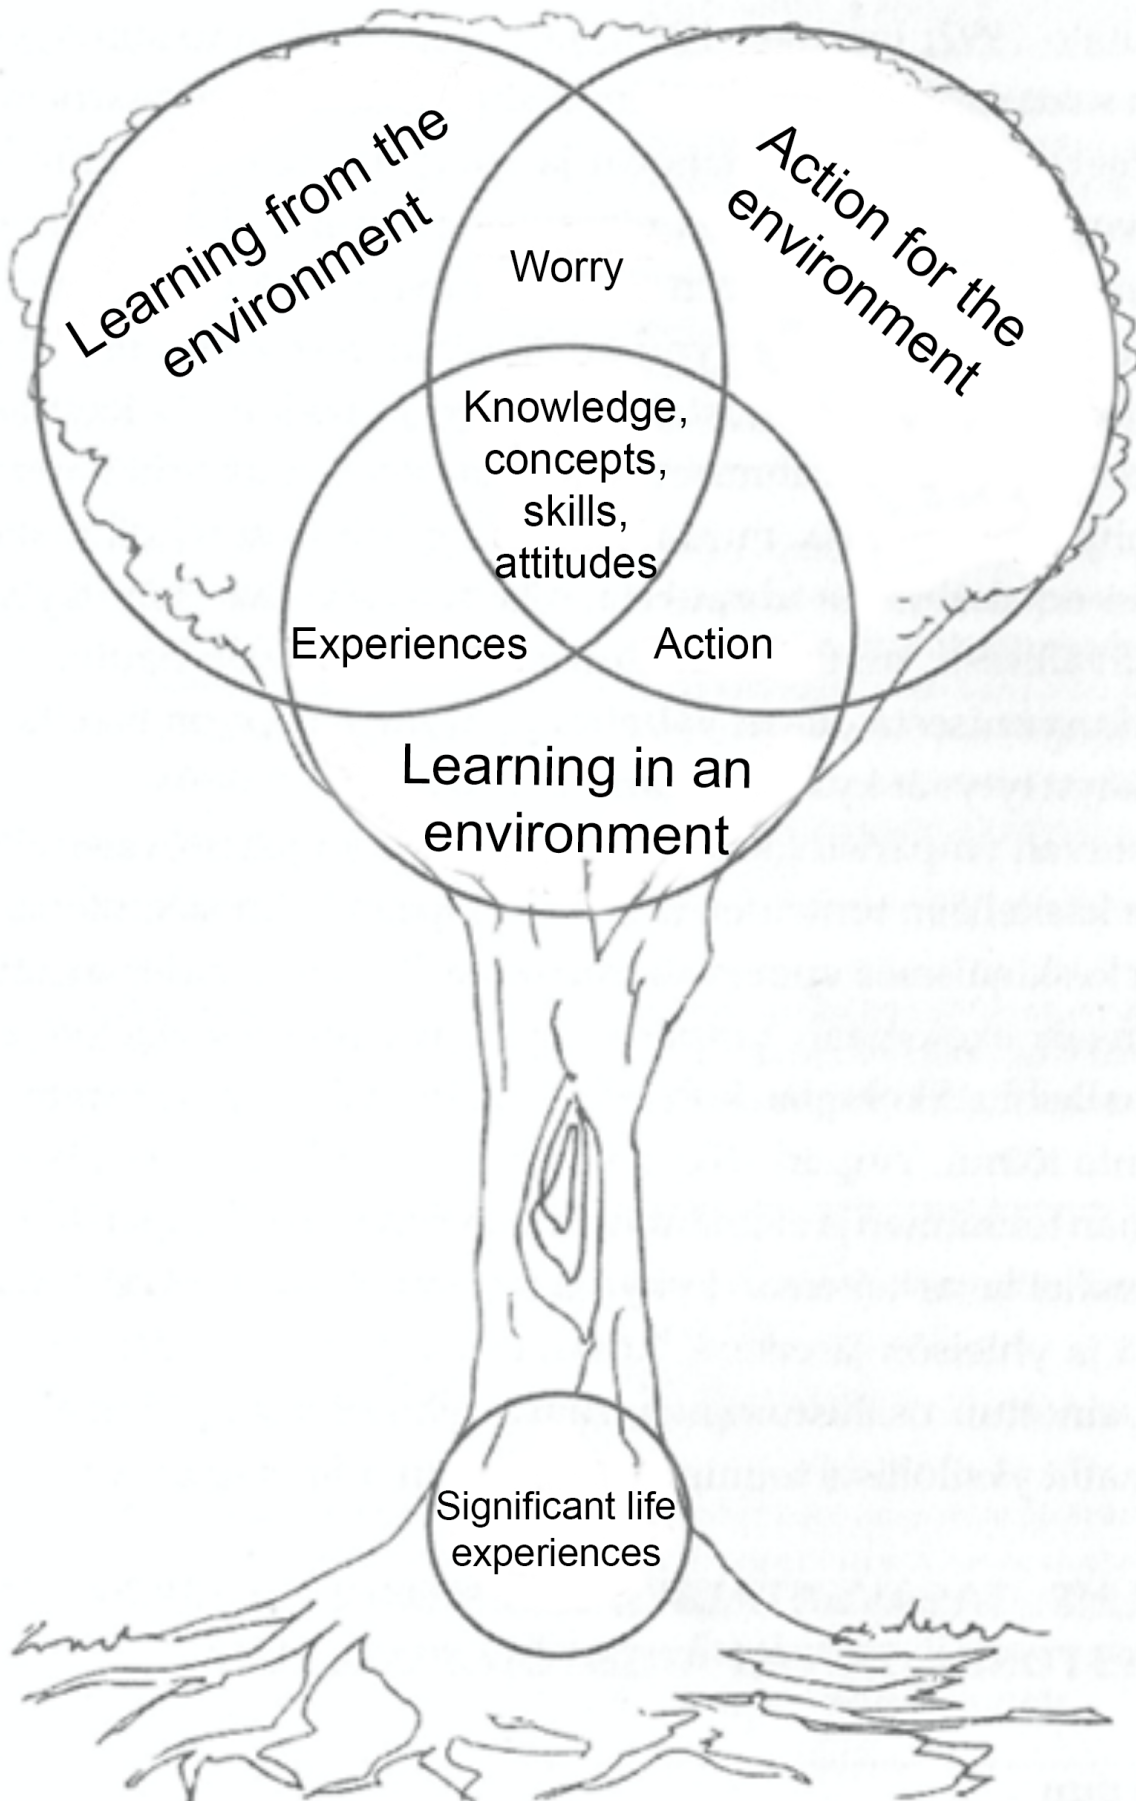 Learning from the
environment
Action for the
environment
Worry
Knowledge,
concepts,
skills,
attitudes
Experiences
Action
Learning in an
environment
Significant life
experiences